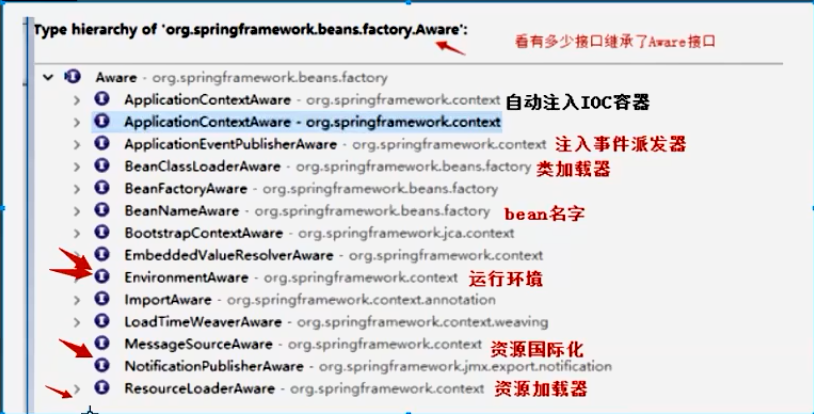 Type hierarchy of 'org.springframework.beans.factory.Aware':
看有多少接口继承了Aware接口
Aware - org.springframework.beans.factory
ApplicationContextAware - org.springframework.context 自动注入IOC容器
ApplicationContextAware - org.springframework.context
ApplicationEventPublisherAware - org.springframework.context 注入事件派发器
BeanClassLoaderAware - org.springframework.beans.factory 类加载器
BeanFactoryAware - org.springframework.beans.factory
BeanNameAware - org.springframework.beans.factory bean名字
BootstrapContextAware - org.springframework.jca.context
EmbeddedValueResolverAware - org.springframework.context
EnvironmentAware - org.springframework.context 运行环境
ImportAware - org.springframework.context.annotation
LoadTimeWeaverAware - org.springframework.context.weaving
MessageSourceAware - org.springframework.context 资源国际化
NotificationPublisherAware - org.springframework.jmx.export.notification
ResourceLoaderAware - org.springframework.context 资源加载器